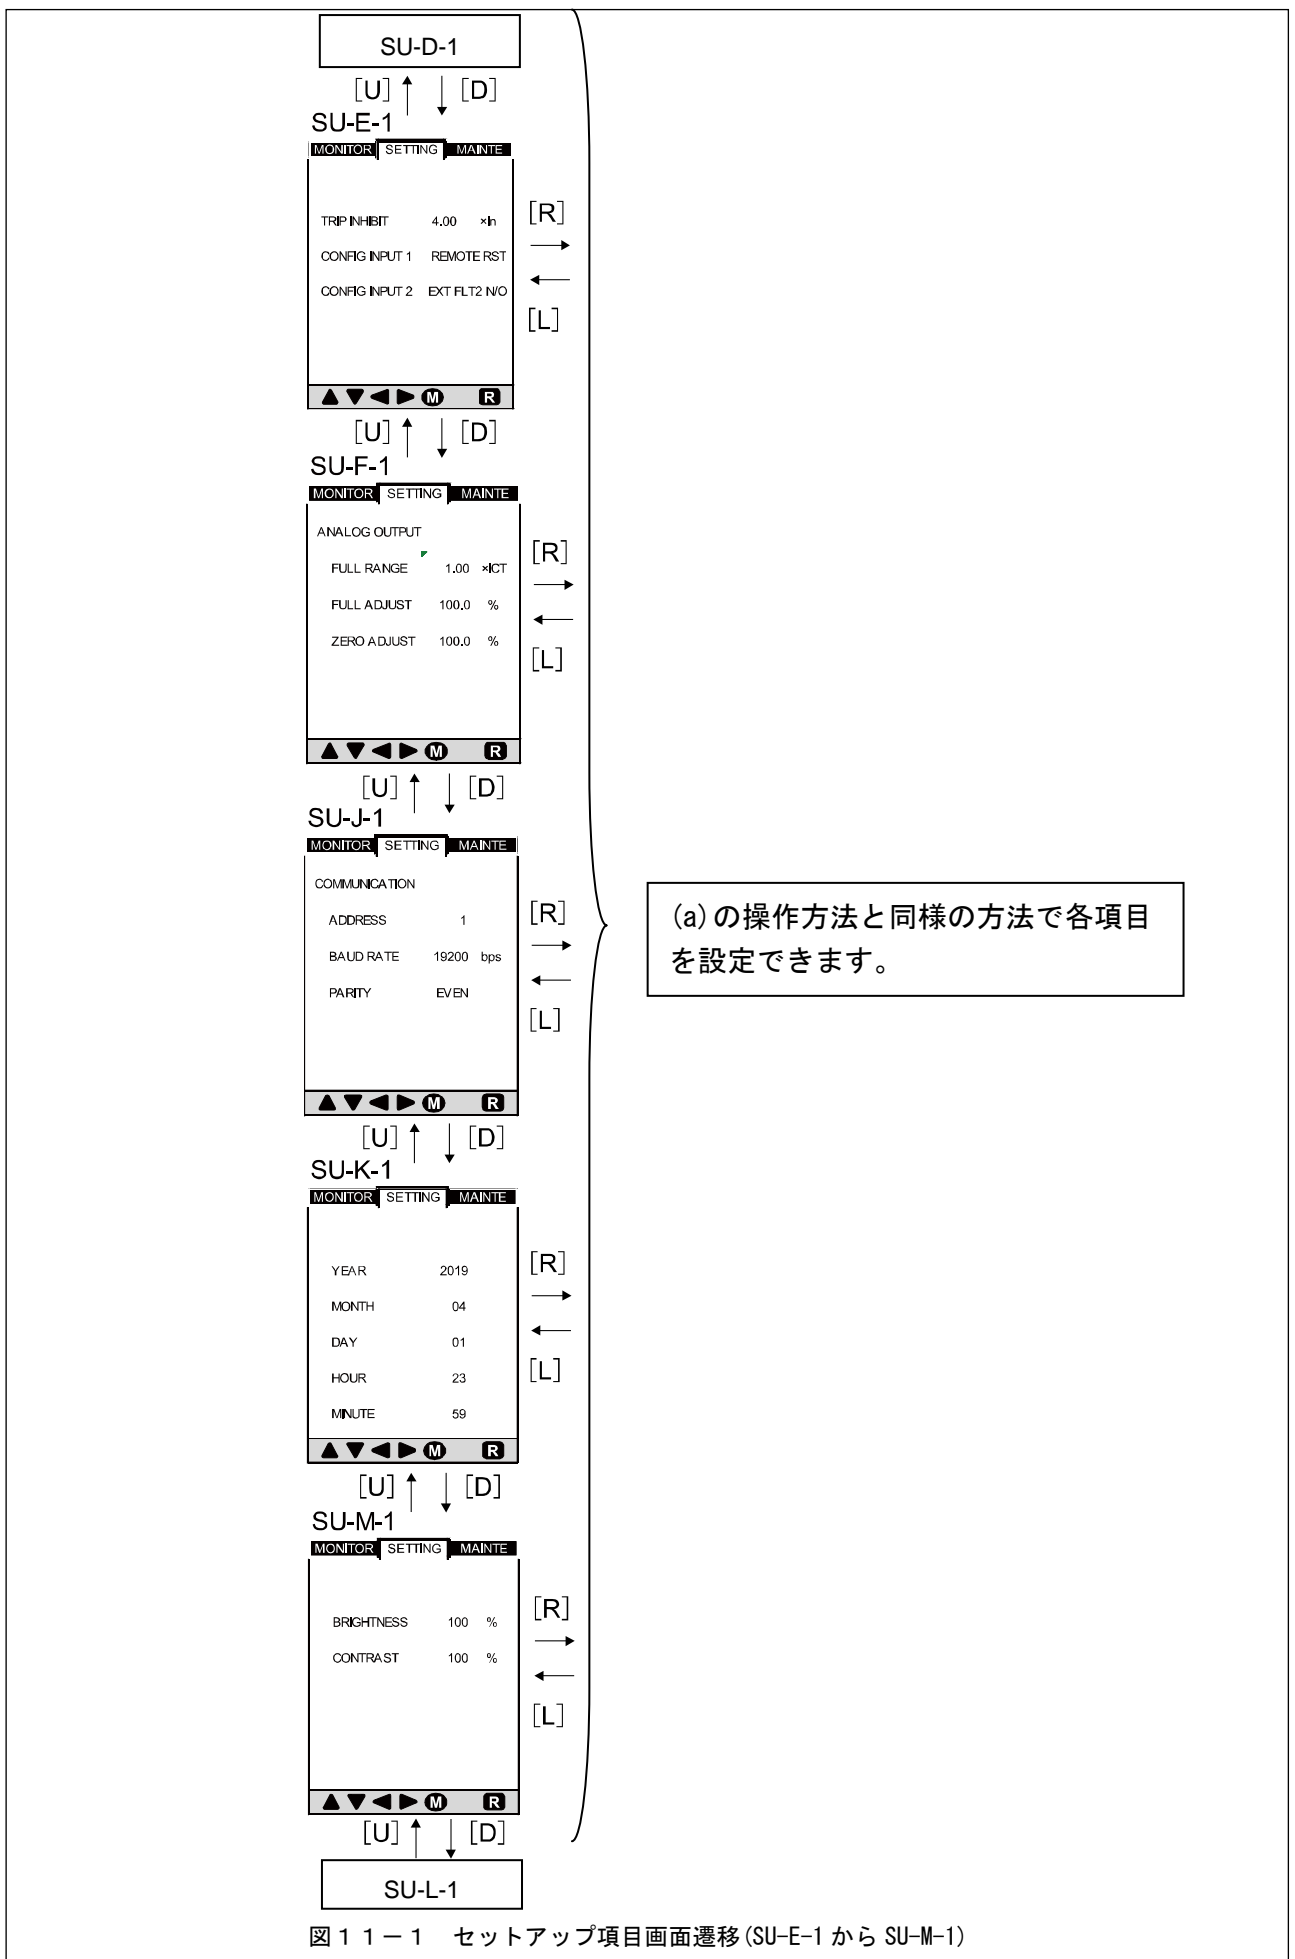 SU-D-1
[U] [D]
SU-E-1
MONITOR SETTING MAINTE
TRIP INHIBIT 4.00 ×In
CONFIG INPUT 1 REMOTE RST
CONFIG INPUT 2 EXT FLT2 N/O
[R]
[L]
M R
[U] [D]
SU-F-1
MONITOR SETTING MAINTE
ANALOG OUTPUT
FULL RANGE 1.00 ×ICT
FULL ADJUST 100.0 %
ZERO ADJUST 100.0 %
[R]
[L]
M R
[U] [D]
SU-J-1
MONITOR SETTING MAINTE
COMMUNICATION
ADDRESS 1
BAUD RATE 19200 bps
PARITY EVEN
[R]
[L]
M R
(a)の操作方法と同様の方法で各項目
を設定できます。
[U] [D]
SU-K-1
MONITOR SETTING MAINTE
YEAR 2019
MONTH 04
DAY 01
HOUR 23
MINUTE 59
[R]
[L]
M R
[U] [D]
SU-M-1
MONITOR SETTING MAINTE
BRIGHTNESS 100 %
CONTRAST 100 %
[R]
[L]
M R
[U] [D]
SU-L-1
図11-1 セットアップ項目画面遷移(SU-E-1 から SU-M-1)